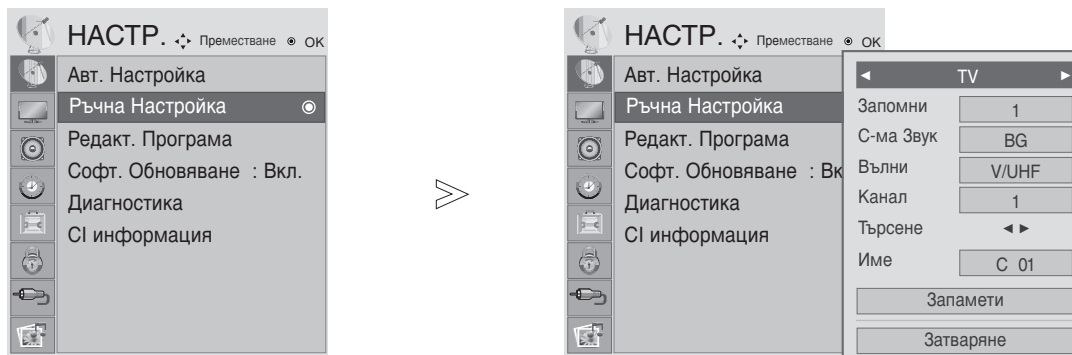 НАСТР. Преместване OK
Авт. Настройка
Ръчна Настройка
Редакт. Програма
Софт. Обновяване : Вкл.
Диагностика
CI информация
НАСТР. Преместване OK
Авт. Настройка
Ръчна Настройка
Редакт. Програма
Софт. Обновяване : Вк
Диагностика
CI информация
◄ TV ►
Запомни 1
С-ма Звук BG
Вълни V/UHF
Канал 1
Търсене ◄ ►
Име C 01
Запамети
Затваряне